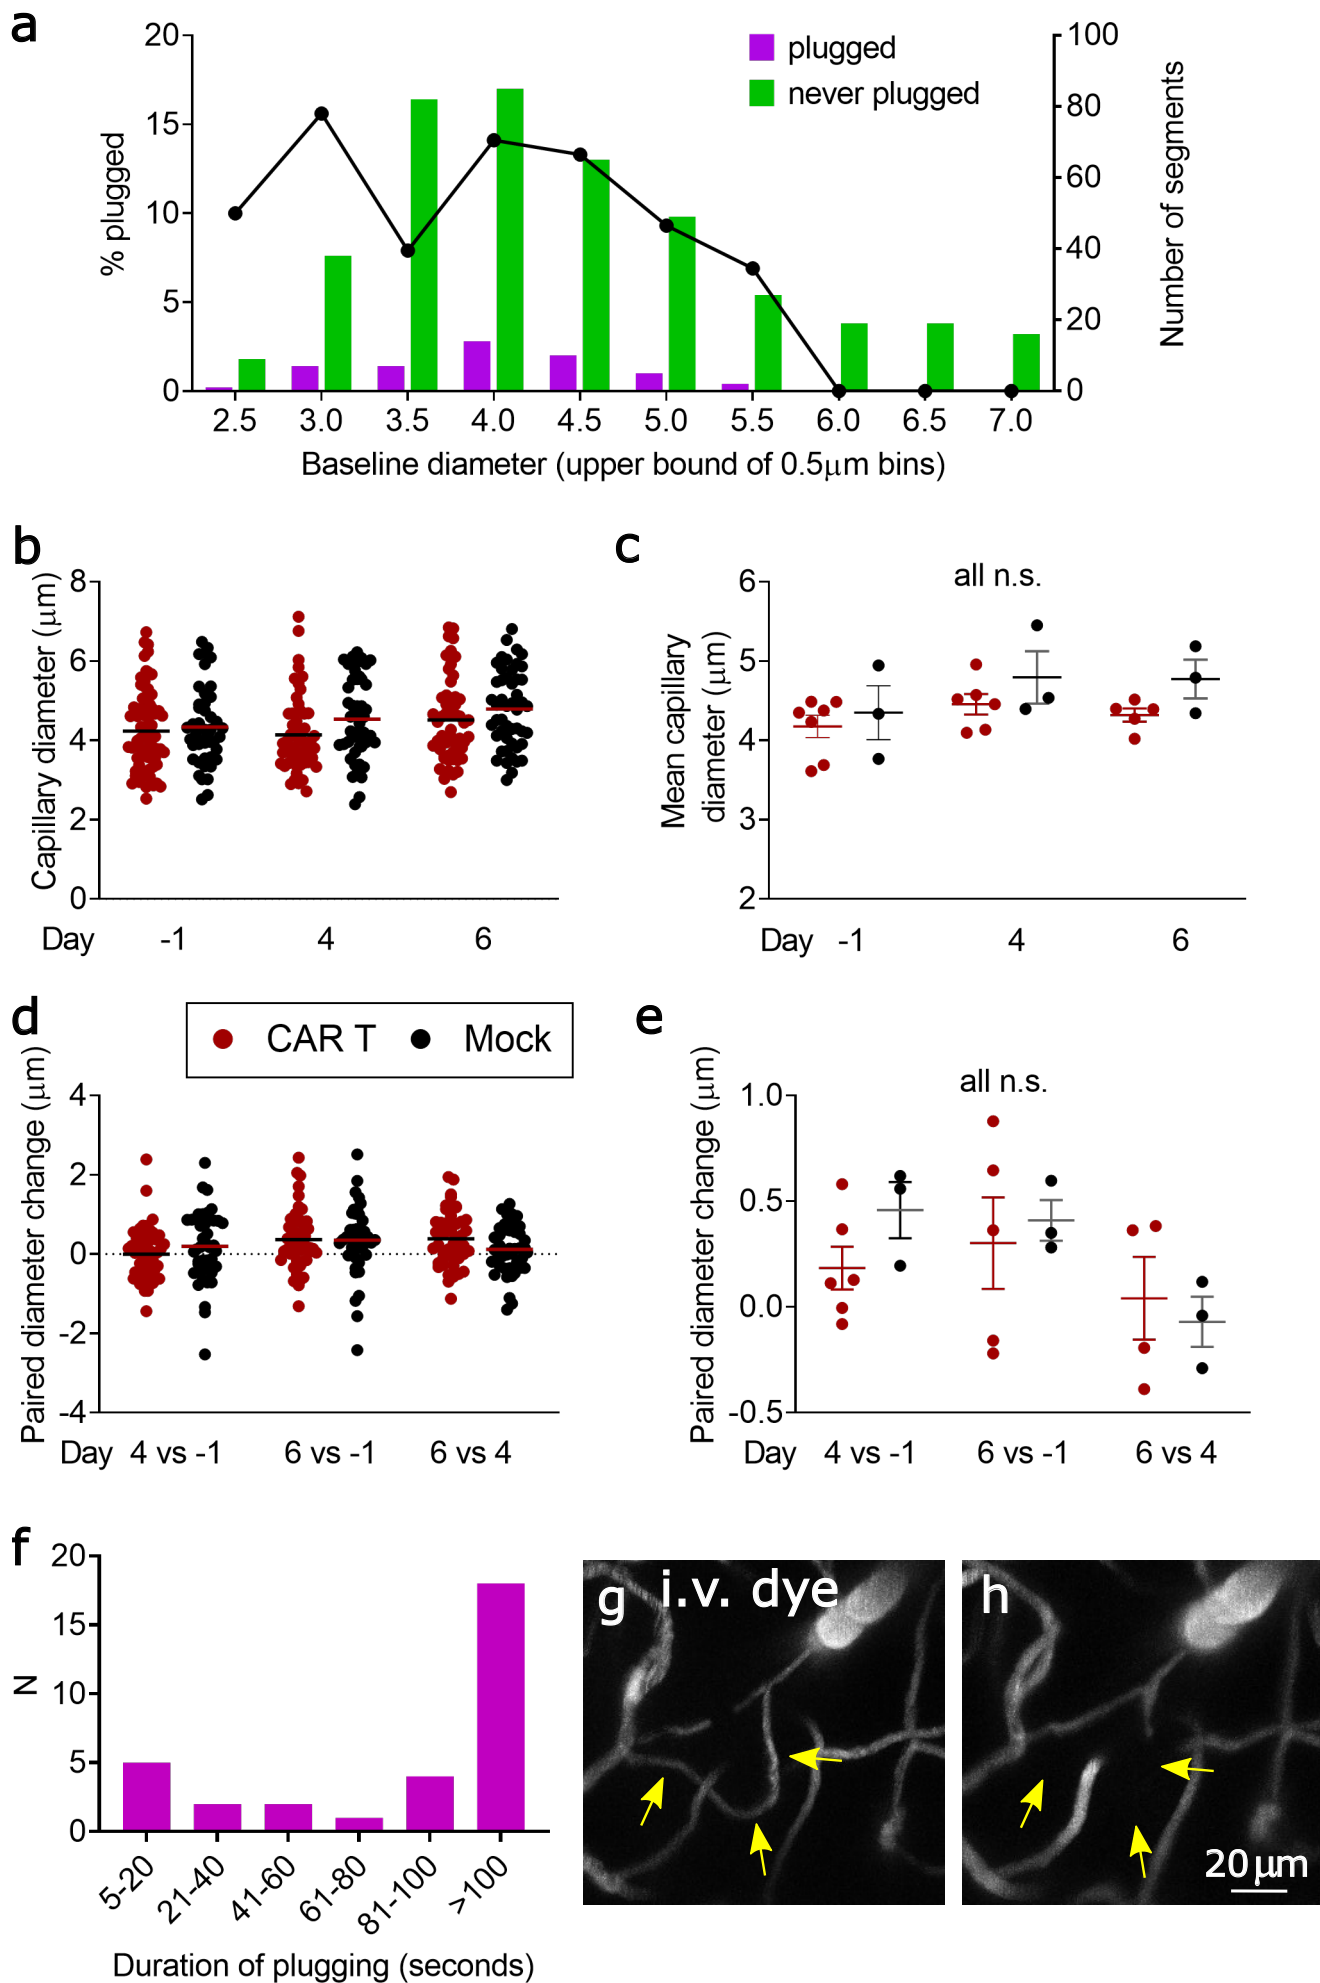 a
20
15
10
5
0
% plugged
plugged
never plugged
100
80
60
40
20
0
Number of segments
2.5 3.0 3.5 4.0 4.5 5.0 5.5 6.0 6.5 7.0
Baseline diameter (upper bound of 0.5μm bins)
b
8
6
4
2
0
Capillary diameter (μm)
Day -1 4 6
c
all n.s.
6
5
4
3
2
Mean capillary
diameter (μm)
Day -1 4 6
d
CAR T Mock
4
2
0
-2
-4
Paired diameter change (μm)
Day 4 vs -1 6 vs -1 6 vs 4
e
all n.s.
1.0
0.5
0.0
-0.5
Paired diameter change (μm)
Day 4 vs -1 6 vs -1 6 vs 4
f
20
15
10
5
0
N
5-20 21-40 41-60 61-80 81-100 >100
Duration of plugging (seconds)
g i.v. dye
h
20 μm